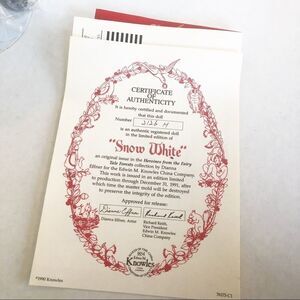 CERTIFICATE
OF
AUTHENTICITY
It is hereby certified and documented
that this doll
Number 3126 H
is an authentic registered doll
in the limited edition of
"Snow White"
an original issue in the Heroines from the Fairy
Tale Forests collection by Dianna
Effner for the Edwin M. Knowles China Company.
This work is issued in an edition limited
to production through December 31, 1991, after
which time the master mold will be destroyed
to preserve the integrity of the edition.
Approved for release:
Dianna Effner, Artist
Richard Keith,
Vice President
Edwin M. Knowles
China Company
Edwin M.
Knowles
©1990 Knowles
76375-C1